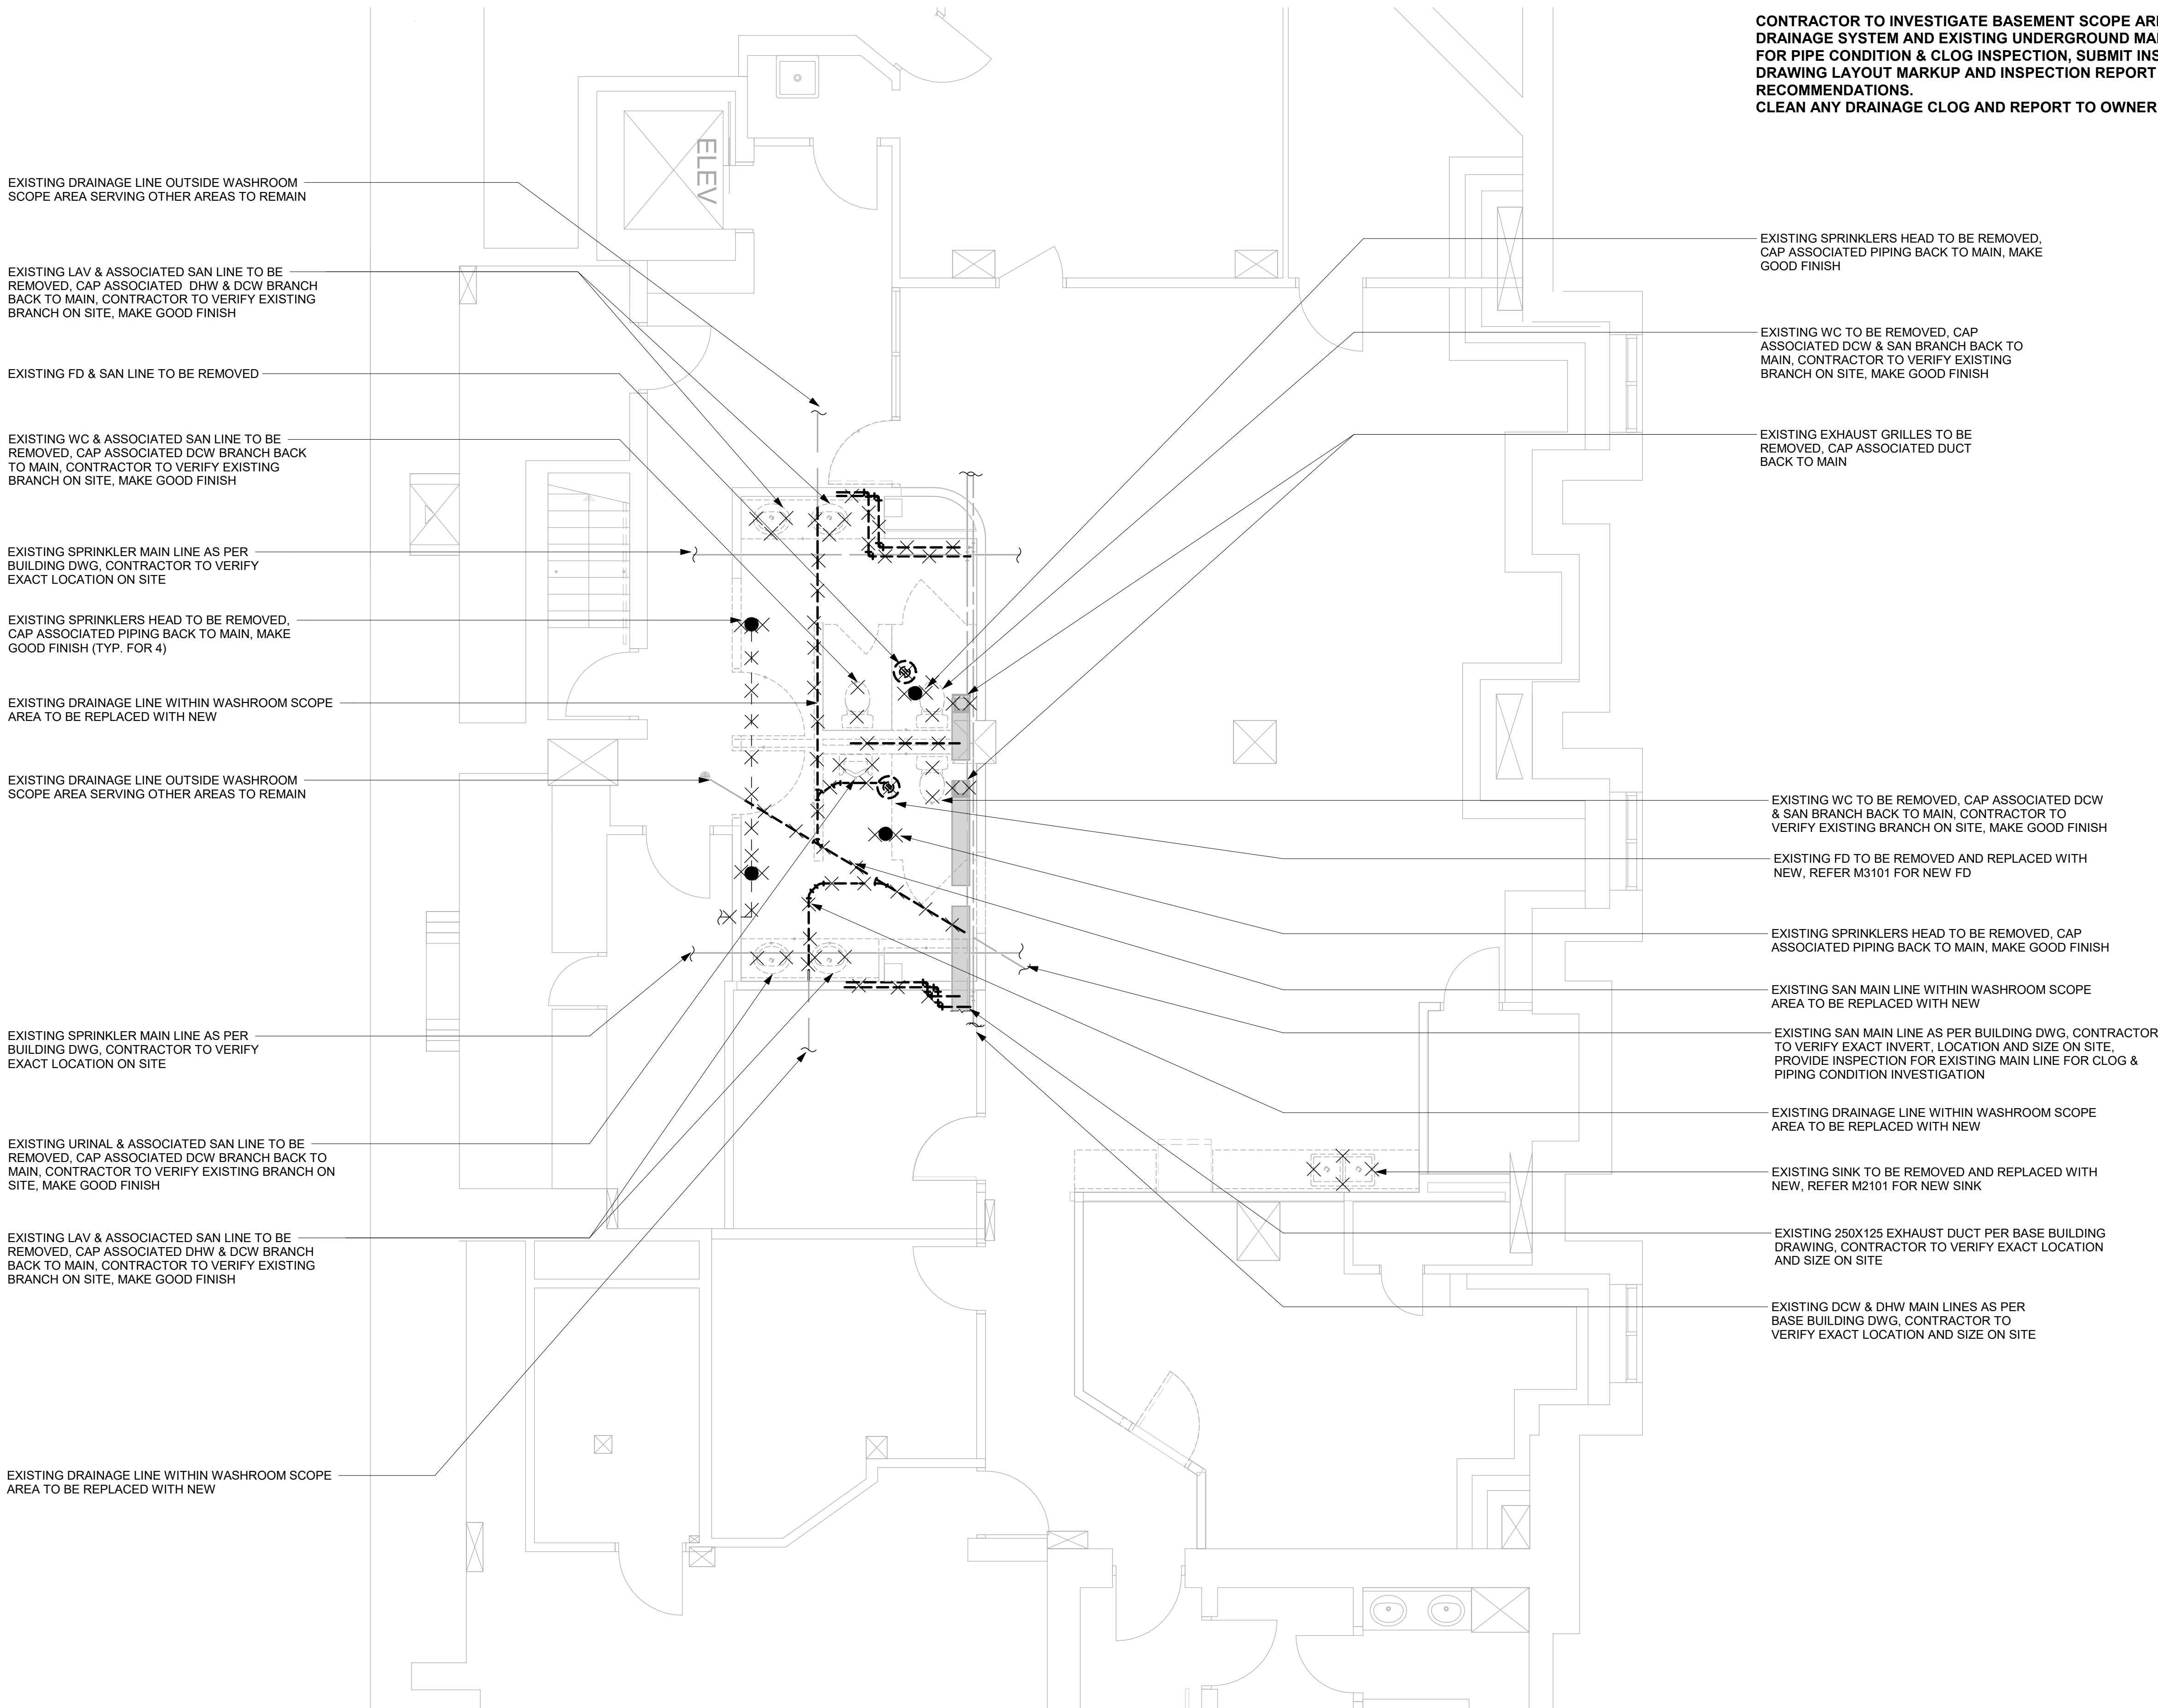 CONTRACTOR TO INVESTIGATE BASEMENT SCOPE
DRAINAGE SYSTEM AND EXISTING UNDERGROUND
FOR PIPE CONDITION & CLOG INSPECTION, SUBMIT
DRAWING LAYOUT MARKUP AND INSPECTION REPORT
RECOMMENDATIONS.
CLEAN ANY DRAINAGE CLOG AND REPORT TO OWNER
ELEV
EXISTING DRAINAGE LINE OUTSIDE WASHROOM
SCOPE AREA SERVING OTHER AREAS TO REMAIN
EXISTING LAV & ASSOCIATED SAN LINE TO BE
REMOVED, CAP ASSOCIATED DHW & DCW BRANCH
BACK TO MAIN, CONTRACTOR TO VERIFY EXISTING
BRANCH ON SITE, MAKE GOOD FINISH
EXISTING FD & SAN LINE TO BE REMOVED
EXISTING WC & ASSOCIATED SAN LINE TO BE
REMOVED, CAP ASSOCIATED DCW BRANCH BACK
TO MAIN, CONTRACTOR TO VERIFY EXISTING
BRANCH ON SITE, MAKE GOOD FINISH
EXISTING SPRINKLER MAIN LINE AS PER
BUILDING DWG, CONTRACTOR TO VERIFY
EXACT LOCATION ON SITE
EXISTING SPRINKLERS HEAD TO BE REMOVED,
CAP ASSOCIATED PIPING BACK TO MAIN, MAKE
GOOD FINISH (TYP. FOR 4)
EXISTING DRAINAGE LINE WITHIN WASHROOM SCOPE
AREA TO BE REPLACED WITH NEW
EXISTING DRAINAGE LINE OUTSIDE WASHROOM
SCOPE AREA SERVING OTHER AREAS TO REMAIN
EXISTING SPRINKLER MAIN LINE AS PER
BUILDING DWG, CONTRACTOR TO VERIFY
EXACT LOCATION ON SITE
EXISTING URINAL & ASSOCIATED SAN LINE TO BE
REMOVED, CAP ASSOCIATED DCW BRANCH BACK TO
MAIN, CONTRACTOR TO VERIFY EXISTING BRANCH ON
SITE, MAKE GOOD FINISH
EXISTING LAV & ASSOCIACTED SAN LINE TO BE
REMOVED, CAP ASSOCIATED DHW & DCW BRANCH
BACK TO MAIN, CONTRACTOR TO VERIFY EXISTING
BRANCH ON SITE, MAKE GOOD FINISH
EXISTING DRAINAGE LINE WITHIN WASHROOM SCOPE
AREA TO BE REPLACED WITH NEW
EXISTING SPRINKLERS HEAD TO BE REMOVED,
CAP ASSOCIATED PIPING BACK TO MAIN, MAKE
GOOD FINISH
EXISTING WC TO BE REMOVED, CAP
ASSOCIATED DCW & SAN BRANCH BACK TO
MAIN, CONTRACTOR TO VERIFY EXISTING
BRANCH ON SITE, MAKE GOOD FINISH
EXISTING EXHAUST GRILLES TO BE
REMOVED, CAP ASSOCIATED DUCT
BACK TO MAIN
EXISTING WC TO BE REMOVED, CAP ASSOCIATED DCW
& SAN BRANCH BACK TO MAIN, CONTRACTOR TO
VERIFY EXISTING BRANCH ON SITE, MAKE GOOD FINISH
EXISTING FD TO BE REMOVED AND REPLACED WITH
NEW, REFER M3101 FOR NEW FD
EXISTING SPRINKLERS HEAD TO BE REMOVED, CAP
ASSOCIATED PIPING BACK TO MAIN, MAKE GOOD FINISH
EXISTING SAN MAIN LINE WITHIN WASHROOM SCOPE
AREA TO BE REPLACED WITH NEW
EXISTING SAN MAIN LINE AS PER BUILDING DWG, CONTRACTOR
TO VERIFY EXACT INVERT, LOCATION AND SIZE ON SITE,
PROVIDE INSPECTION FOR EXISTING MAIN LINE FOR CLOG &
PIPING CONDITION INVESTIGATION
EXISTING DRAINAGE LINE WITHIN WASHROOM SCOPE
AREA TO BE REPLACED WITH NEW
EXISTING SINK TO BE REMOVED AND REPLACED WITH
NEW, REFER M2101 FOR NEW SINK
EXISTING 250X125 EXHAUST DUCT PER BASE BUILDING
DRAWING, CONTRACTOR TO VERIFY EXACT LOCATION
AND SIZE ON SITE
EXISTING DCW & DHW MAIN LINES AS PER
BASE BUILDING DWG, CONTRACTOR TO
VERIFY EXACT LOCATION AND SIZE ON SITE